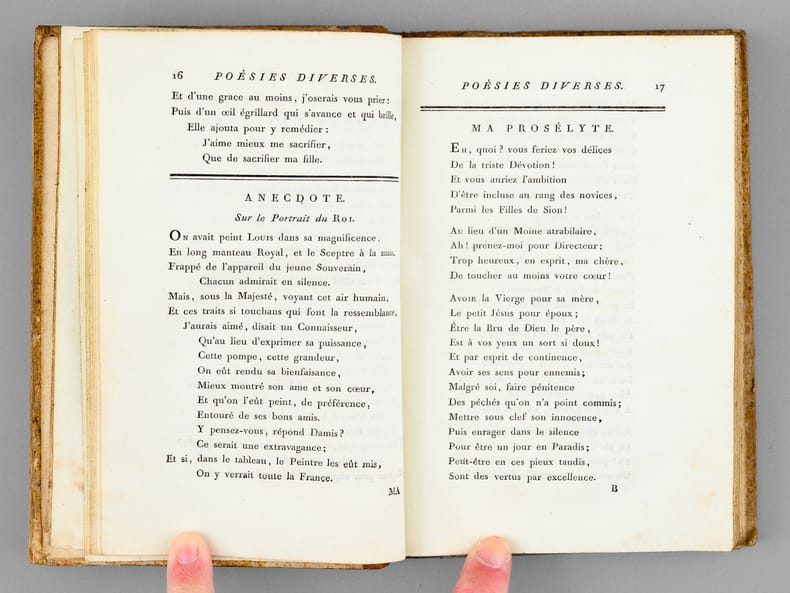 16 POÉSIES DIVERSES.
Et d'une grace au moins, j'oserais vous prier:
Puis d'un œil égrillard qui s'avance et qui brille,
Elle ajouta pour y remédier:
J'aime mieux me sacrifier,
Que de sacrifier ma fille.
ANECDOTE.
Sur le Portrait du ROI.
ON avait peint LOUIS dans sa magnificence,
En long manteau Royal, et le Sceptre à la main.
Frappé de l'appareil du jeune Souverain,
Chacun admirait en silence.
Mais, sous la Majesté, voyant cet air humain,
Et ces traits si touchans qui font la ressemblance,
J'aurais aimé, disait un Connaisseur,
Qu'au lieu d'exprimer sa puissance,
Cette pompe, cette grandeur,
On eût rendu sa bienfaisance,
Mieux montré son ame et son cœur,
Et qu'on l'eût peint, de préférence,
Entouré de ses bons amis.
Y pensez-vous, répond Damis?
Ce serait une extravagance;
Et si, dans le tableau, le Peintre les eût mis,
On y verrait toute la France.
MA
POÉSIES DIVERSES. 17
MA PROSÉLYTE.
EH, quoi? vous feriez vos délices
De la triste Dévotion!
Et vous auriez l'ambition
D'être incluse au rang des novices,
Parmi les Filles de Sion!
Au lieu d'un Moine atrabilaire,
Ah! prenez-moi pour Directeur;
Trop heureux, en esprit, ma chère,
De toucher au moins votre cœur!
Avoir la Vierge pour sa mère,
Le petit Jésus pour époux;
Être la Bru de Dieu le père,
Est à vos yeux un sort si doux!
Et par esprit de continence,
Avoir ses sens pour ennemis;
Malgré soi, faire pénitence
Des péchés qu'on n'a point commis;
Mettre sous clef son innocence,
Puis enrager dans le silence
Pour être un jour en Paradis;
Peut-être en ces pieux taudis,
Sont des vertus par excellence.
B